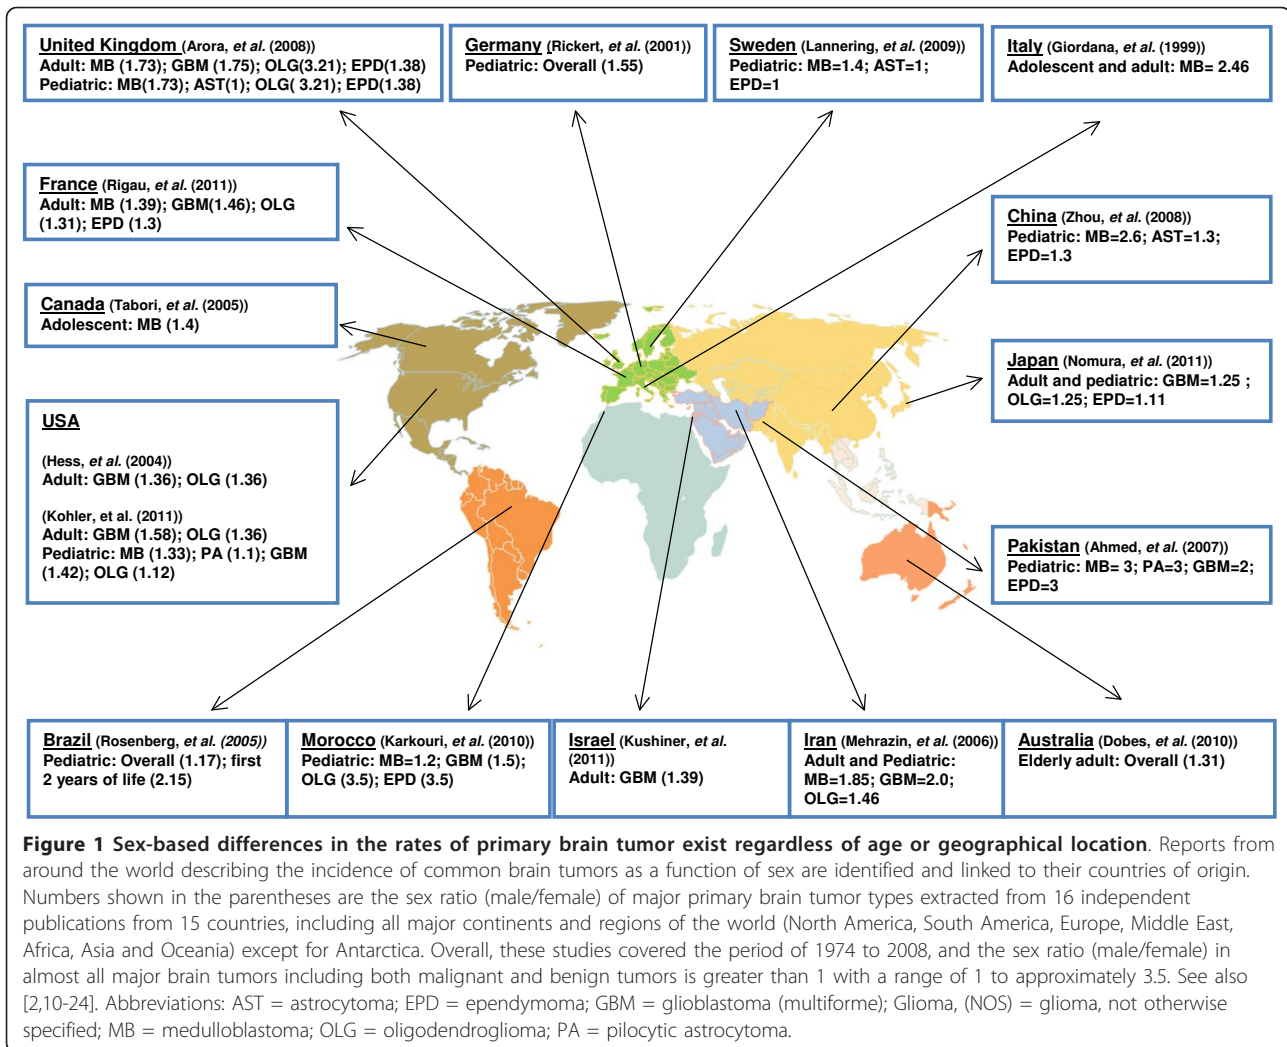 United Kingdom (Arora, et al. (2008))
Adult: MB (1.73); GBM (1.75); OLG(3.21); EPD(1.38)
Pediatric: MB(1.73); AST(1); OLG( 3.21); EPD(1.38)
Germany (Rickert, et al. (2001)
Pediatric: Overall (1.55)
Sweden (Lannering, et al. (2009)
Pediatric: MB=1.4; AST=1;
EPD=1
Italy (Giordana, et al. (1999))
Adolescent and adult: MB= 2.46
France (Rigau, et al. (2011))
Adult: MB (1.39); GBM(1.46); OLG
(1.31); EPD (1.3)
China (Zhou, et al. (2008))
Pediatric: MB=2.6; AST=1.3;
EPD=1.3
Canada (Tabori, et al. (2005))
Adolescent: MB (1.4)
Japan (Nomura, et al. (2011))
Adult and pediatric: GBM=1.25 ;
OLG=1.25; EPD=1.11
USA
(Hess, et al. (2004))
Adult: GBM (1.36); OLG (1.36)
(Kohler, et al. (2011))
Adult: GBM (1.58); OLG (1.36)
Pediatric: MB (1.33); PA (1.1); GBM
(1.42); OLG (1.12)
Pakistan (Ahmed, et al. (2007))
Pediatric: MB= 3; PA=3; GBM=2;
EPD=3
Brazil (Rosenberg, et al. (2005))
Pediatric: Overall (1.17); first
2 years of life (2.15)
Morocco (Karkouri, et al. (2010))
Pediatric: MB=1.2; GBM (1.5);
OLG (3.5); EPD (3.5)
Israel (Kushiner, et al.
(2011))
Adult: GBM (1.39)
Iran (Mehrazin, et al. (2006))
Adult and Pediatric:
MB=1.85; GBM=2.0;
OLG=1.46
Australia (Dobes, et al. (2010))
Elderly adult: Overall (1.31)
Figure 1 Sex-based differences in the rates of primary brain tumor exist regardless of age or geographical location. Reports from
around the world describing the incidence of common brain tumors as a function of sex are identified and linked to their countries of origin.
Numbers shown in the parentheses are the sex ratio (male/female) of major primary brain tumor types extracted from 16 independent
publications from 15 countries, including all major continents and regions of the world (North America, South America, Europe, Middle East,
Africa, Asia and Oceania) except for Antarctica. Overall, these studies covered the period of 1974 to 2008, and the sex ratio (male/female) in
almost all major brain tumors including both malignant and benign tumors is greater than 1 with a range of 1 to approximately 3.5. See also
[2,10-24]. Abbreviations: AST = astrocytoma; EPD = ependymoma; GBM = glioblastoma (multiforme); Glioma, (NOS) = glioma, not otherwise
specified; MB = medulloblastoma; OLG = oligodendroglioma; PA = pilocytic astrocytoma.